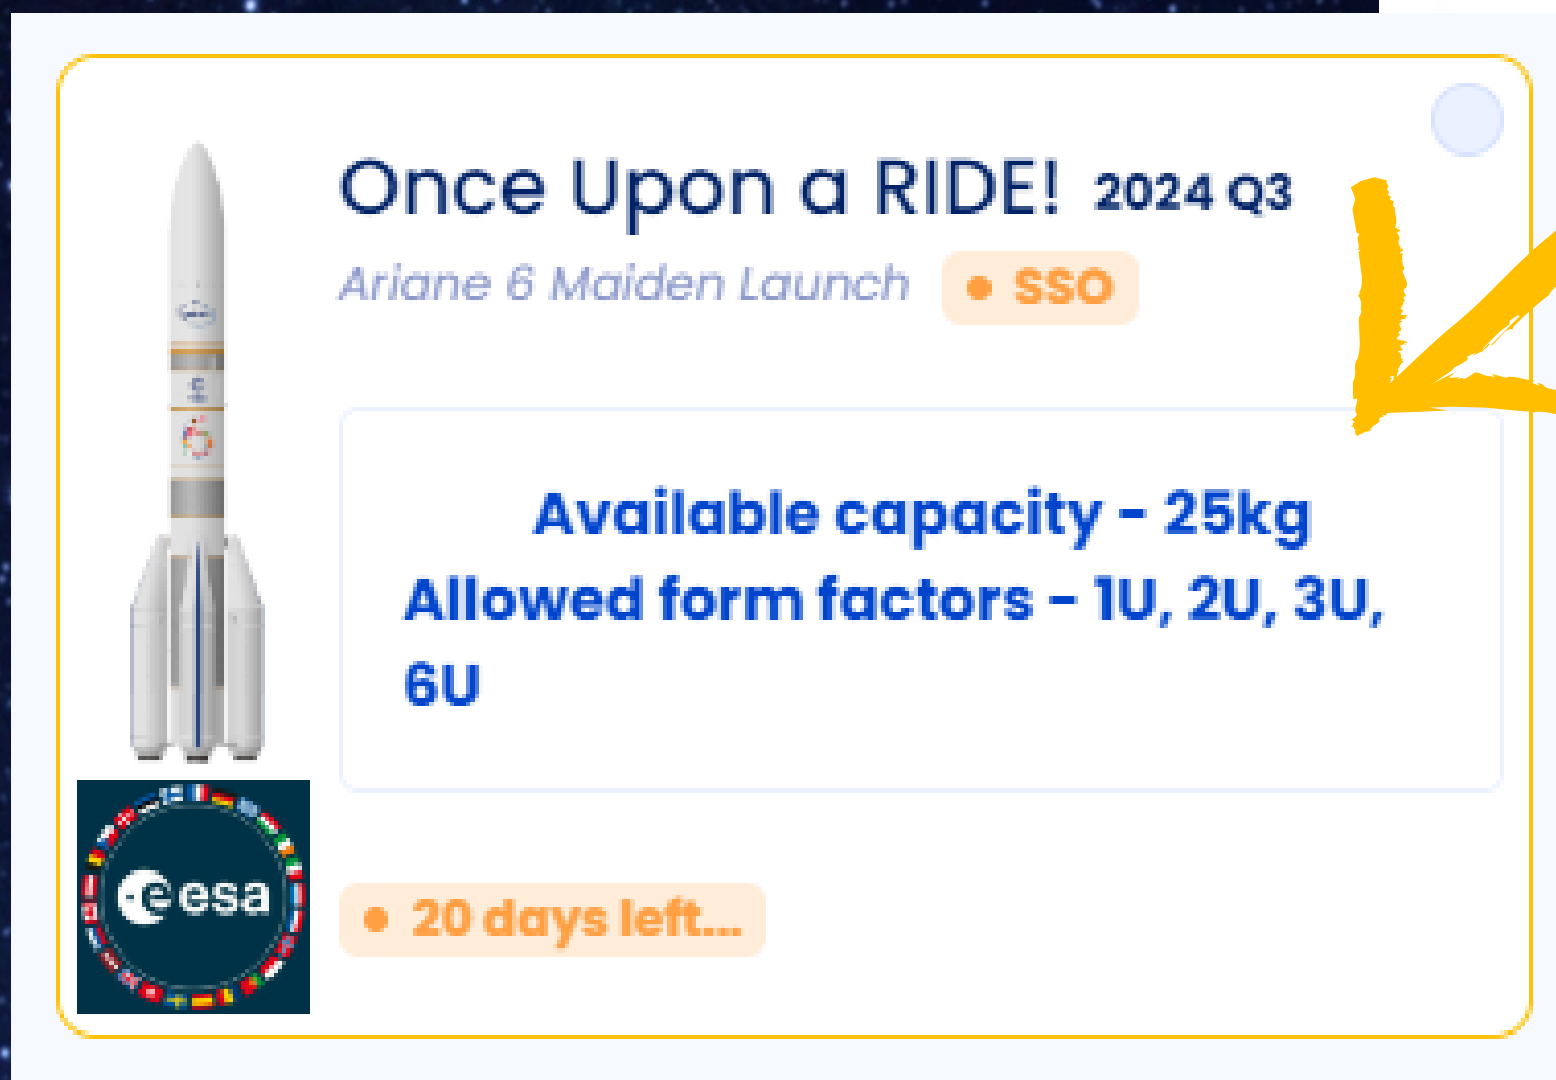 Once Upon a RIDE! 2024 Q3
Ariane 6 Maiden Launch SSO
Available capacity - 25kg
Allowed form factors - 1U, 2U, 3U,
6U
esa
20 days left...